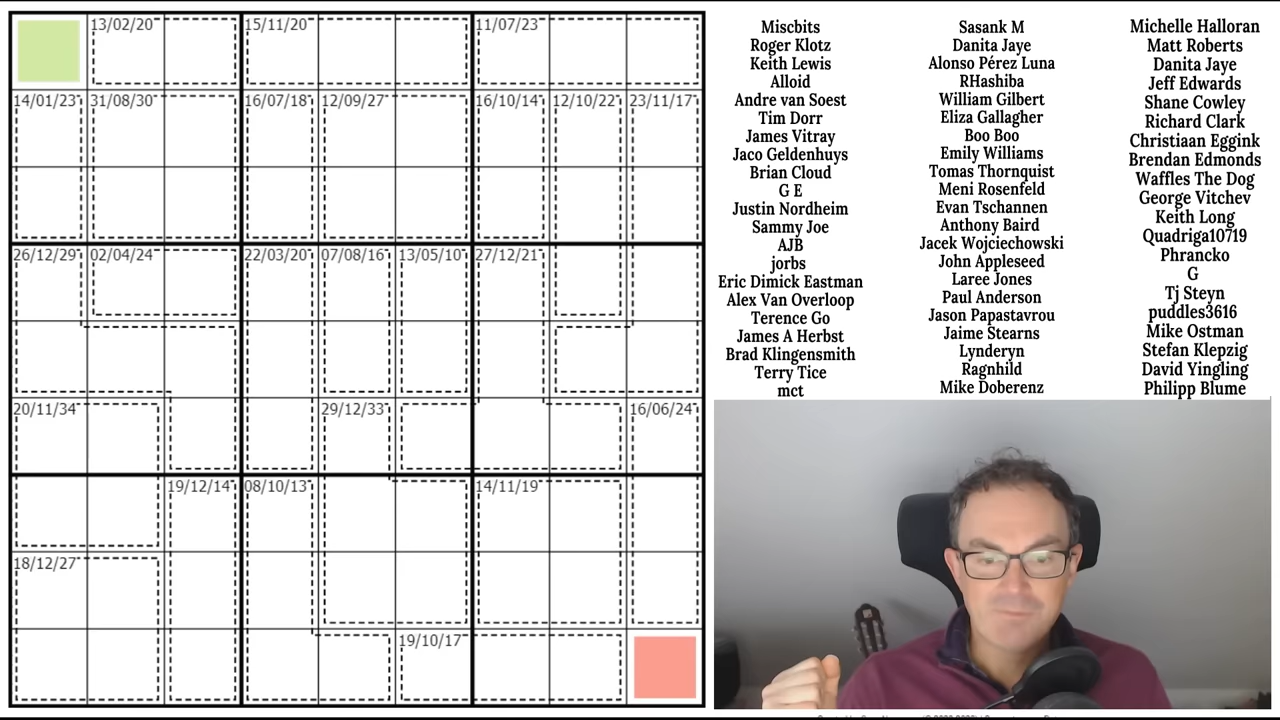 13/02/20 15/11/20 11/07/23
14/01/23 31/08/30 16/07/18 12/09/27 16/10/14 12/10/22 23/11/17
26/12/29 02/04/24 22/03/20 07/08/16 13/05/10 27/12/21
20/11/34 29/12/33 16/06/24
19/12/14 08/10/13 14/11/19
18/12/27
19/10/17
Miscbits
Roger Klotz
Keith Lewis
Alloid
Andre van Soest
Tim Dorr
James Vitray
Jaco Geldenhuys
Brian Cloud
G E
Justin Nordheim
Sammy Joe
AJB
jorbs
Eric Dimick Eastman
Alex Van Overloop
Terence Go
James A Herbst
Brad Klingensmith
Terry Tice
mct
Sasank M
Danita Jaye
Alonso Pérez Luna
RHashiba
William Gilbert
Eliza Gallagher
Boo Boo
Emily Williams
Tomas Thornquist
Meni Rosenfeld
Evan Tschannen
Anthony Baird
Jacek Wojciechowski
John Appleseed
Laree Jones
Paul Anderson
Jason Papastavrou
Jaime Stearns
Lynderyn
Ragnhild
Mike Doberenz
Michelle Halloran
Matt Roberts
Danita Jaye
Jeff Edwards
Shane Cowley
Richard Clark
Christiaan Eggink
Brendan Edmonds
Waffles The Dog
George Vitchev
Keith Long
Quadriga10719
Phrancko
G
Tj Steyn
puddles3616
Mike Ostman
Stefan Klepzig
David Yingling
Philipp Blume